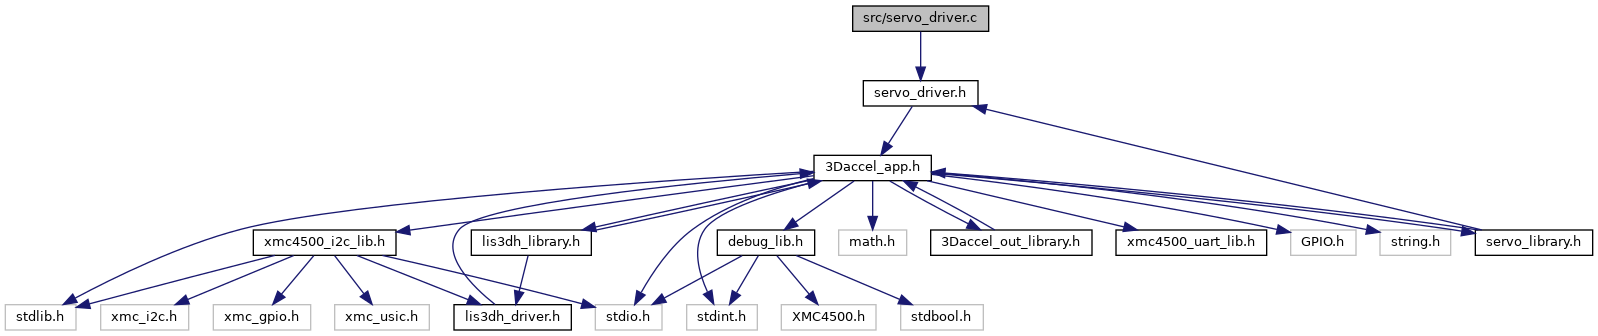 src/servo_driver.c
servo_driver.h
3Daccel_app.h
xmc4500_i2c_lib.h
lis3dh_library.h
debug_lib.h
math.h
3Daccel_out_library.h
xmc4500_uart_lib.h
GPIO.h
string.h
servo_library.h
stdlib.h
xmc_i2c.h
xmc_gpio.h
xmc_usic.h
lis3dh_driver.h
stdio.h
stdint.h
XMC4500.h
stdbool.h